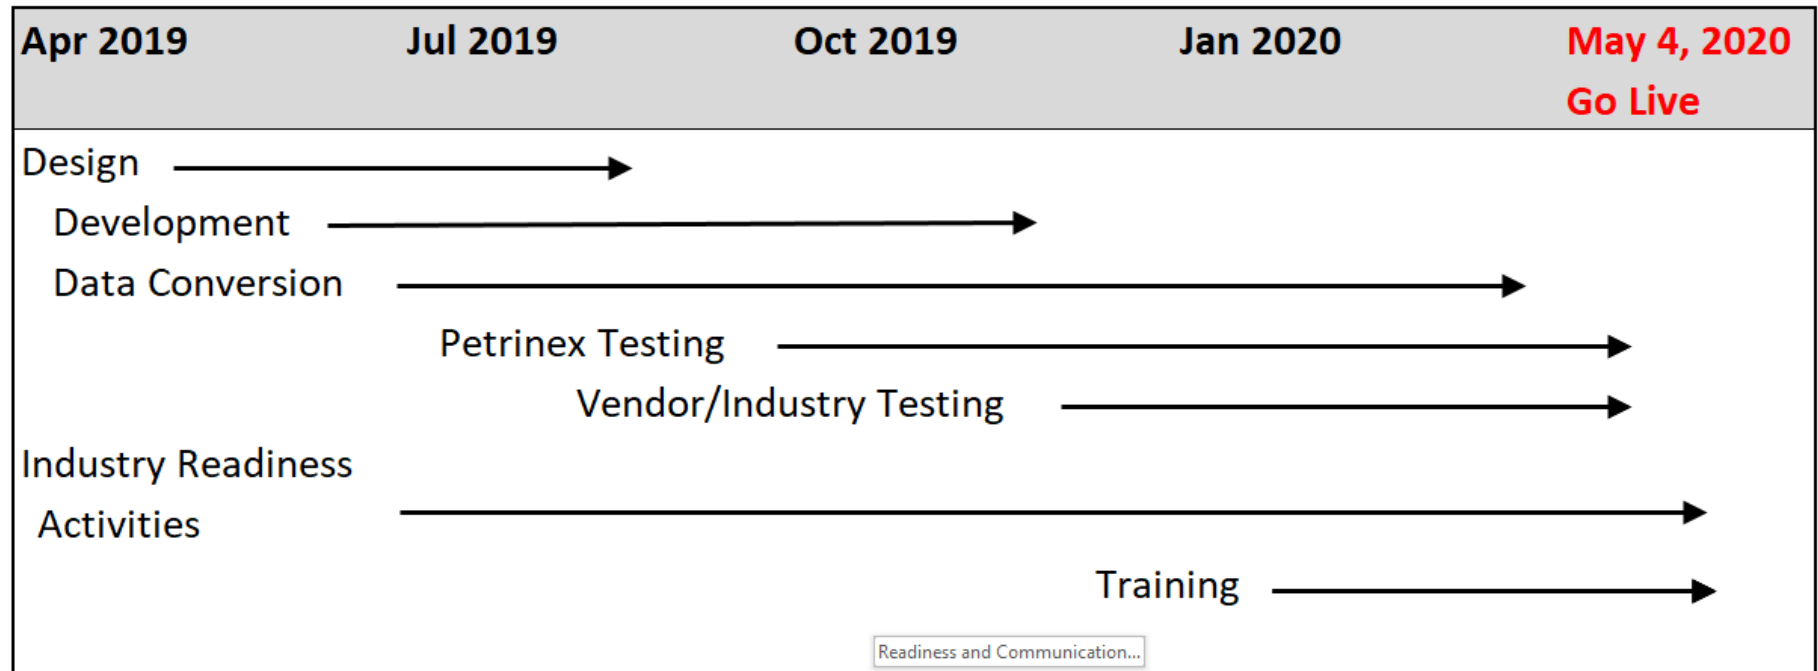 Apr 2019 Jul 2019 Oct 2019 Jan 2020 May 4, 2020
Go Live
Design
Development
Data Conversion
Petrinex Testing
Vendor/Industry Testing
Industry Readiness
Activities
Training
Readiness and Communication...